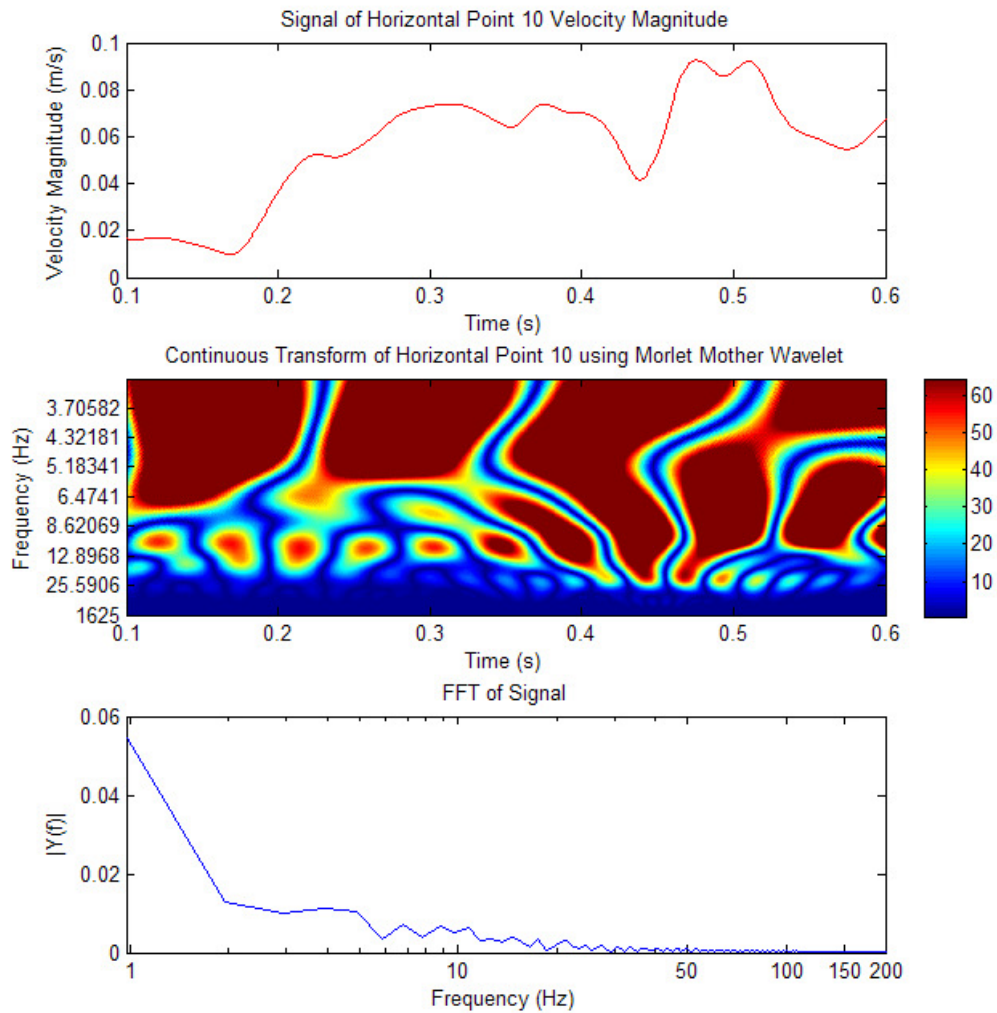 Signal of Horizontal Point 10 Velocity Magnitude
Velocity Magnitude (m/s)
0.1
0.08
0.06
0.04
0.02
0
0.1 0.2 0.3 0.4 0.5 0.6
Time (s)
Continuous Transform of Horizontal Point 10 using Morlet Mother Wavelet
Frequency (Hz)
3.70582
4.32181
5.18341
6.4741
8.62069
12.8968
25.5906
1625
0.1 0.2 0.3 0.4 0.5 0.6
Time (s)
60
50
40
30
20
10
FFT of Signal
|Y(f)|
0.06
0.04
0.02
0
1 10 50 100 150 200
Frequency (Hz)